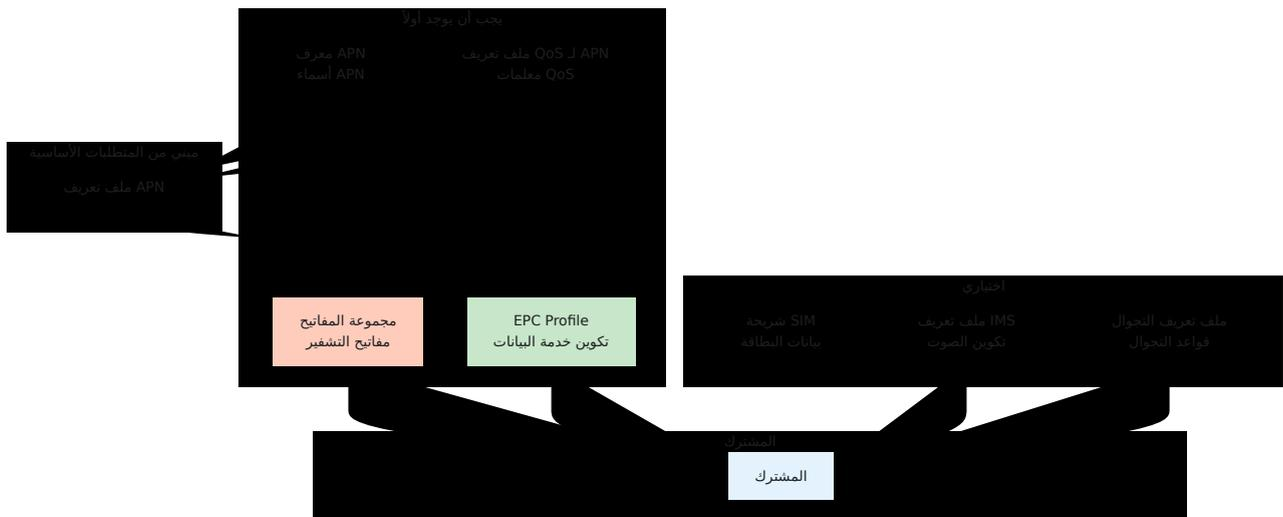 يجب أن يوجد أولاً
APN معرف
APN أسماء
APN لـ QoS ملف تعريف
QoS معلمات
مبني من المتطلبات الأساسية
APN ملف تعريف
مجموعة المفاتيح
مفاتيح التشفير
EPC Profile
تكوين خدمة البيانات
اختياري
SIM شريحة
بيانات البطاقة
IMS ملف تعريف
تكوين الصوت
ملف تعريف التجوال
قواعد التجوال
المشترك
المشترك